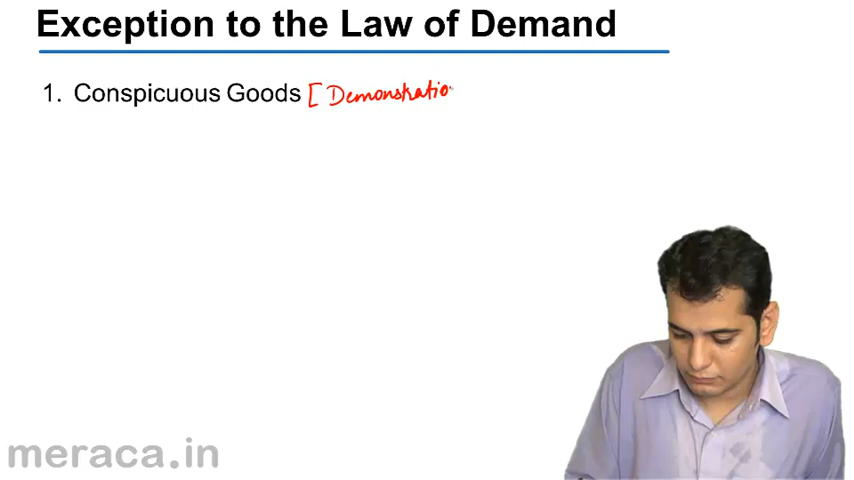 Exception to the Law of Demand
1. Conspicuous Goods [ Demonstratio
meraca.in